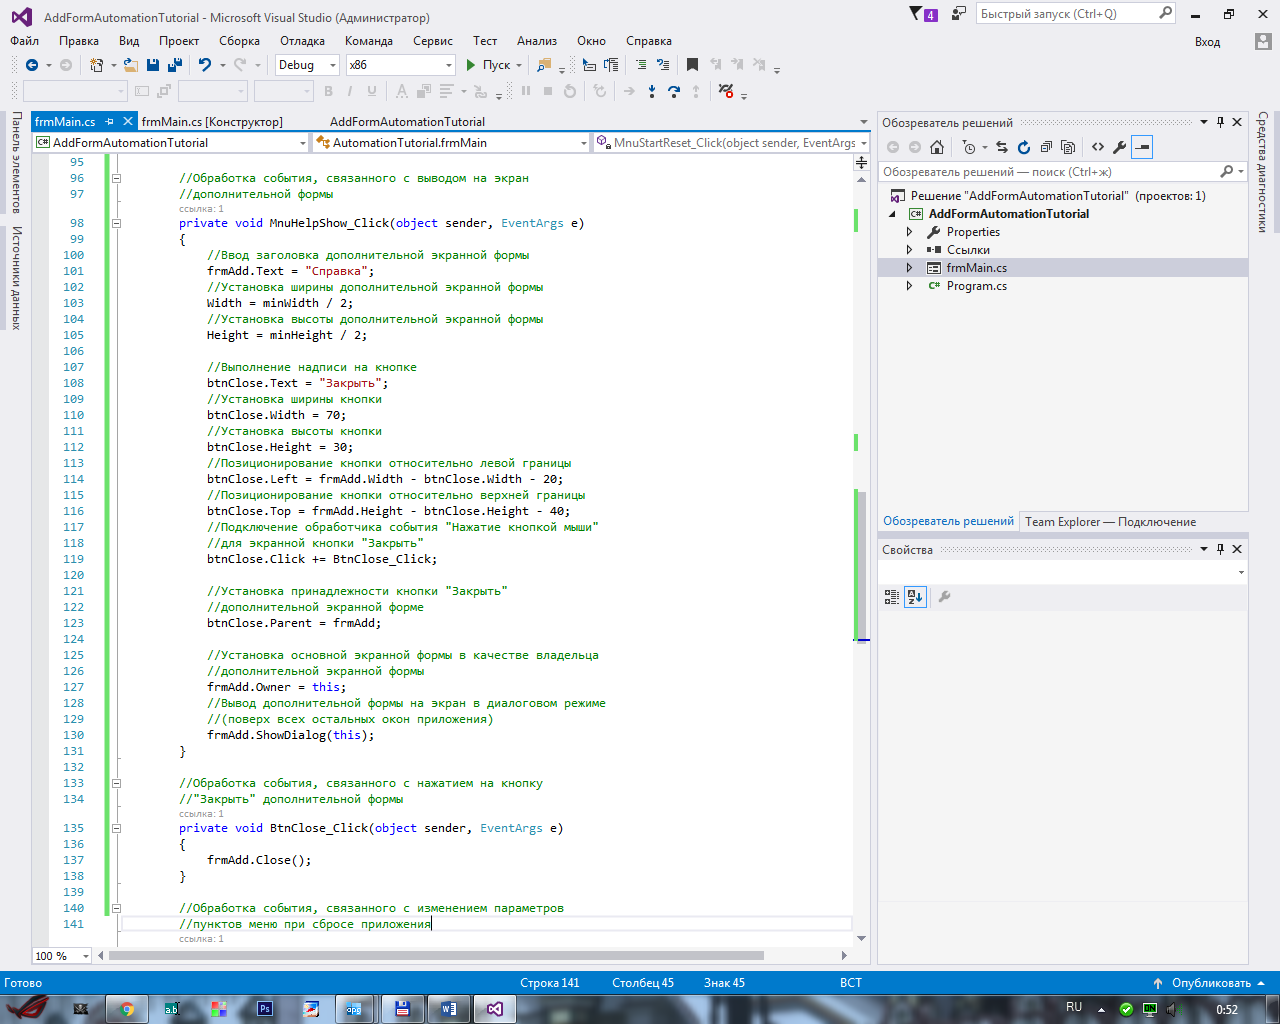 AddFormAutomationTutorial - Microsoft Visual Studio (Администратор)
4
Быстрый запуск (Ctrl+Q)
Файл Правка Вид Проект Сборка Отладка Команда Сервис Тест Анализ Окно Справка
Вход
Debug x86 Пуск
frmMain.cs frmMain.cs [Конструктор] AddFormAutomationTutorial
AddFormAutomationTutorial AutomationTutorial.frmMain MnuStartReset_Click(object sender, EventArgs
Панель элементов
Источники данных
95
96 //Обработка события, связанного с выводом на экран
97 //дополнительной формы
ссылка: 1
98 private void MnuHelpShow_Click(object sender, EventArgs e)
99 {
100 //Ввод заголовка дополнительной экранной формы
101 frmAdd.Text = "Справка";
102 //Установка ширины дополнительной экранной формы
103 Width = minWidth / 2;
104 //Установка высоты дополнительной экранной формы
105 Height = minHeight / 2;
106
107 //Выполнение надписи на кнопке
108 btnClose.Text = "Закрыть";
109 //Установка ширины кнопки
110 btnClose.Width = 70;
111 //Установка высоты кнопки
112 btnClose.Height = 30;
113 //Позиционирование кнопки относительно левой границы
114 btnClose.Left = frmAdd.Width - btnClose.Width - 20;
115 //Позиционирование кнопки относительно верхней границы
116 btnClose.Top = frmAdd.Height - btnClose.Height - 40;
117 //Подключение обработчика события "Нажатие кнопкой мыши"
118 //для экранной кнопки "Закрыть"
119 btnClose.Click += BtnClose_Click;
120
121 //Установка принадлежности кнопки "Закрыть"
122 //дополнительной экранной форме
123 btnClose.Parent = frmAdd;
124
125 //Установка основной экранной формы в качестве владельца
126 //дополнительной экранной формы
127 frmAdd.Owner = this;
128 //Вывод дополнительной формы на экран в диалоговом режиме
129 //(поверх всех остальных окон приложения)
130 frmAdd.ShowDialog(this);
131 }
132
133 //Обработка события, связанного с нажатием на кнопку
134 //"Закрыть" дополнительной формы
ссылка: 1
135 private void BtnClose_Click(object sender, EventArgs e)
136 {
137 frmAdd.Close();
138 }
139
140 //Обработка события, связанного с изменением параметров
141 //пунктов меню при сбросе приложения
ссылка: 1
100 %
Обозреватель решений
Обозреватель решений — поиск (Ctrl+ж)
Решение "AddFormAutomationTutorial" (проектов: 1)
AddFormAutomationTutorial
Properties
Ссылки
frmMain.cs
Program.cs
Обозреватель решений Team Explorer — Подключение
Свойства
Средства диагностики
Готово Строка 141 Столбец 45 Знак 45 ВСТ Опубликовать
a.b Ps apg W
RU 0:52